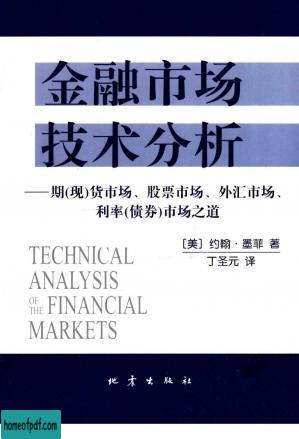 金融市场
技术分析
——期(现)货市场、股票市场、外汇市场、
利率(债券)市场之道
[美]约翰·墨菲 著
丁圣元 译
TECHNICAL
ANALYSIS
OF THE FINANCIAL
MARKETS
地震出版社
homeofpdf.com